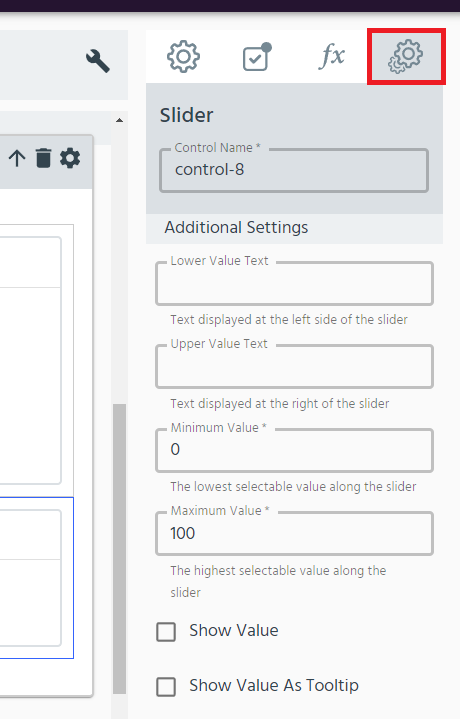 fx
Slider
Control Name *
control-8
Additional Settings
Lower Value Text
Text displayed at the left side of the slider
Upper Value Text
Text displayed at the right of the slider
Minimum Value *
0
The lowest selectable value along the slider
Maximum Value *
100
The highest selectable value along the
slider
Show Value
Show Value As Tooltip